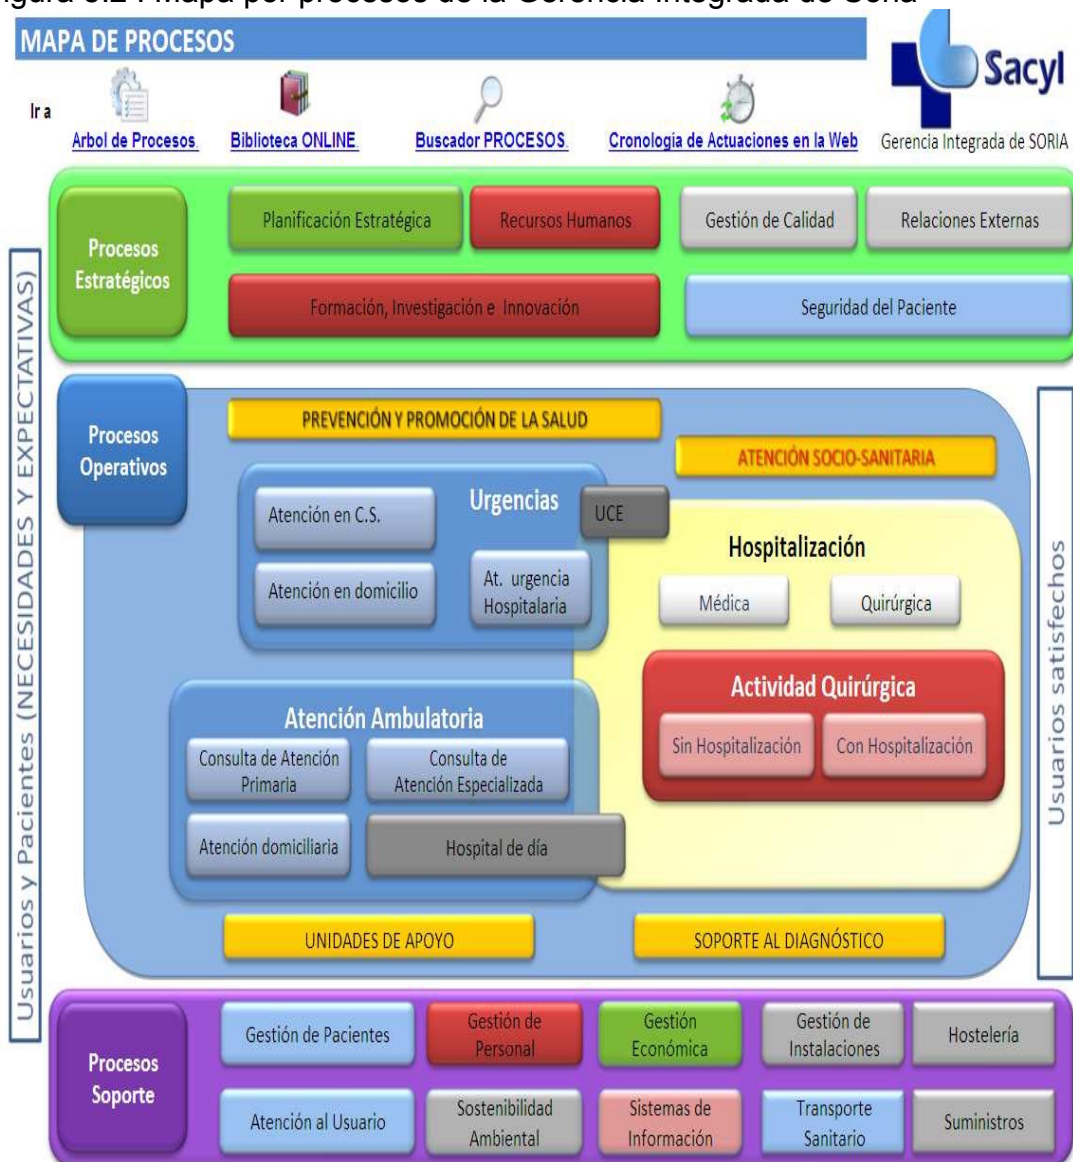 igura 3.2 . Mapa por procesos de la Gerencia Integrada de Soria
MAPA DE PROCESOS
Sacyl
Gerencia Integrada de SORIA
Ir a
Arbol de Procesos.
Biblioteca ONLINE.
Buscador PROCESOS.
Cronología de Actuaciones en la Web
Usuarios y Pacientes (NECESIDADES Y EXPECTATIVAS)
Procesos
Estratégicos
Planificación Estratégica
Recursos Humanos
Gestión de Calidad
Relaciones Externas
Formación, Investigación e Innovación
Seguridad del Paciente
Procesos
Operativos
PREVENCIÓN Y PROMOCIÓN DE LA SALUD
ATENCIÓN SOCIO-SANITARIA
Urgencias
Atención en C.S.
Atención en domicilio
At. urgencia
Hospitalaria
UCE
Hospitalización
Médica
Quirúrgica
Actividad Quirúrgica
Sin Hospitalización
Con Hospitalización
Atención Ambulatoria
Consulta de Atención
Primaria
Consulta de
Atención Especializada
Atención domiciliaria
Hospital de día
UNIDADES DE APOYO
SOPORTE AL DIAGNÓSTICO
Usuarios satisfechos
Procesos
Soporte
Gestión de Pacientes
Gestión de
Personal
Gestión
Económica
Gestión de
Instalaciones
Hostelería
Atención al Usuario
Sostenibilidad
Ambiental
Sistemas de
Información
Transporte
Sanitario
Suministros